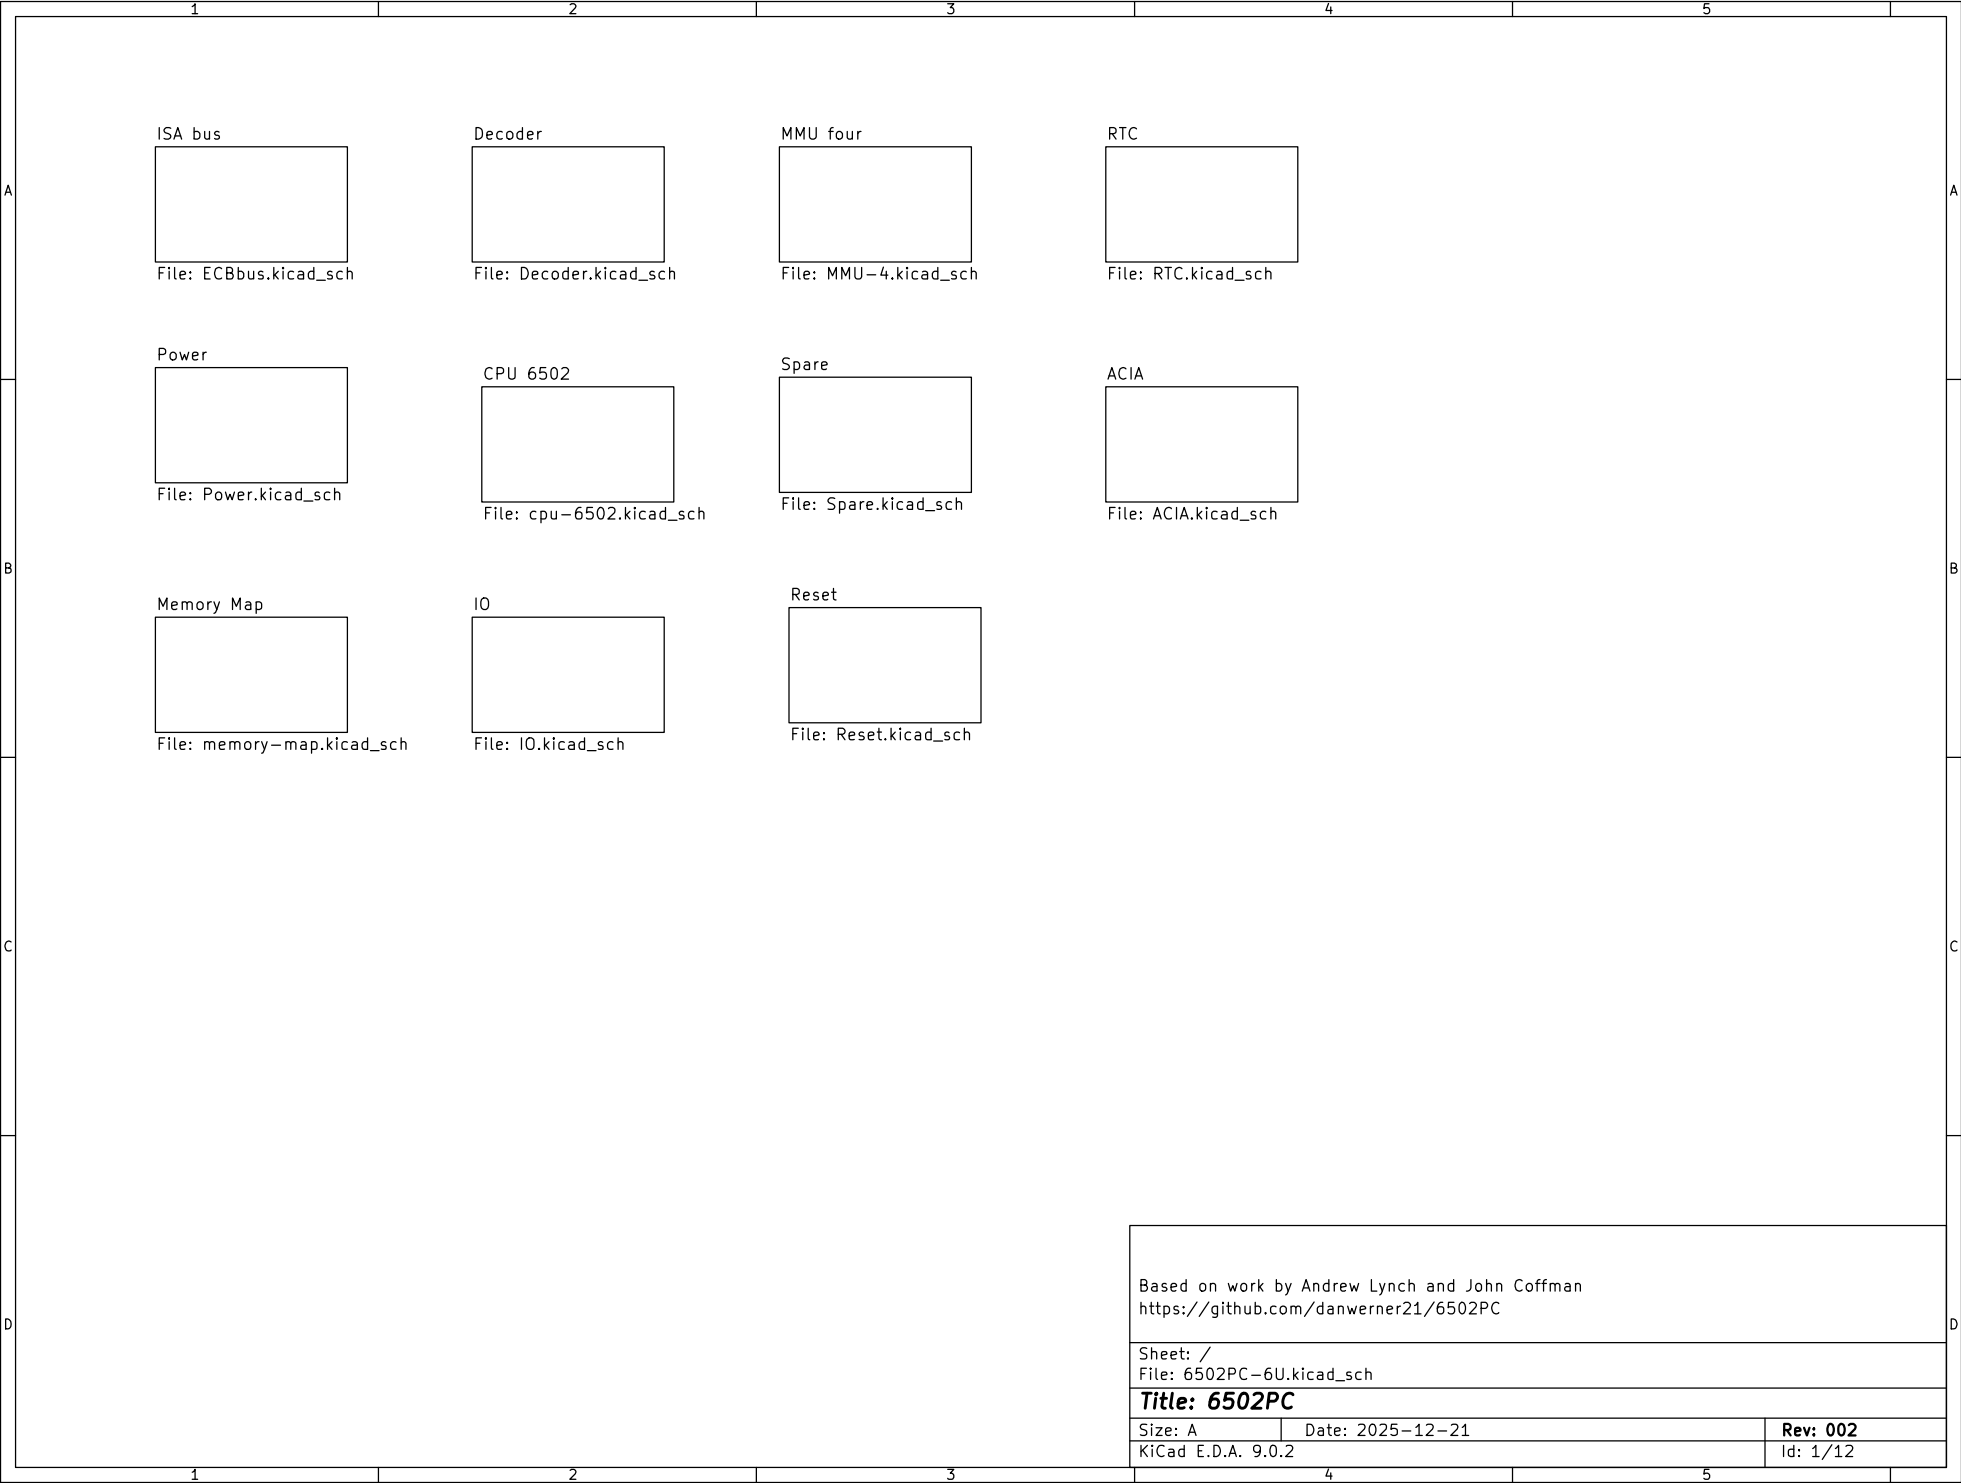 1 2 3 4 5
ISA bus Decoder MMU four RTC
A A
File: ECBbus.kicad_sch File: Decoder.kicad_sch File: MMU-4.kicad_sch File: RTC.kicad_sch
Power
Spare
CPU 6502 ACIA
File: Power.kicad_sch
File: Spare.kicad_sch
File: cpu-6502.kicad_sch File: ACIA.kicad_sch
B B
Reset
Memory Map IO
File: Reset.kicad_sch
File: memory-map.kicad_sch File: IO.kicad_sch
C C
Based on work by Andrew Lynch and John Coffman
https://github.com/danwerner21/6502PC
D D
Sheet: /
File: 6502PC-6U.kicad_sch
Title: 6502PC
Size: A Date: 2025-12-21 Rev: 002
KiCad E.D.A. 9.0.2 Id: 1/12
1 2 3 4 5